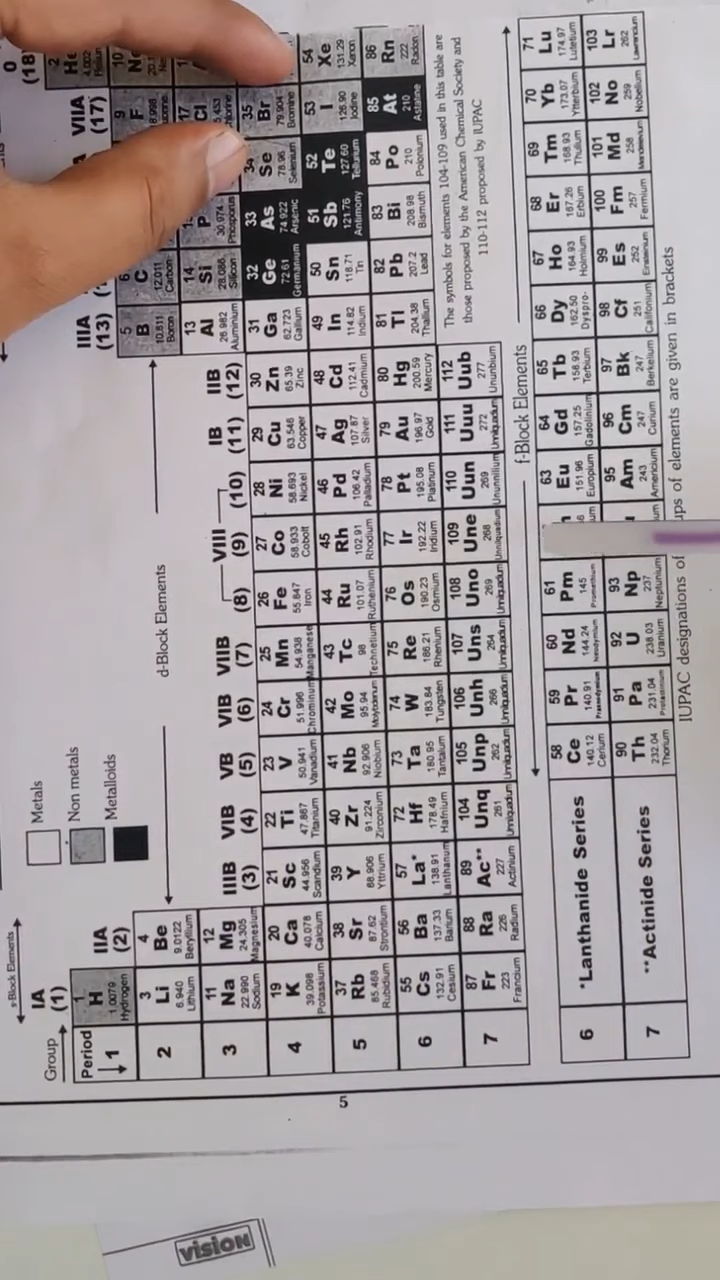 s-Block Elements
Metals
Non metals
Metalloids
Group
IA
(1)
IIA
(2)
d-Block Elements
IIIB
(3)
VIB
(4)
VB
(5)
VIB
(6)
VIIB
(7)
VIII
(8) (9) (10)
IB
(11)
IIB
(12)
IIIA
(13)
VIIA
(17)
O
(18)
Period
1
1 H 1.0079 Hydrogen
2 He 4.002
2
3 Li 6.940 Lithium
4 Be 9.0122 Beryllium
5 B 10.811 Boron
6 C 12.011 Carbon
9 F
10
3
11 Na 22.990 Sodium
12 Mg 24.305 Magnesium
13 Al 26.982 Aluminium
14 Si 28.086 Silicon
P 30.974 Phosporus
17 Cl
4
19 K 39.098 Potassium
20 Ca 40.078 Calcium
21 Sc 44.956 Scandium
22 Ti 47.867 Titanium
23 V 50.941 Vanadium
24 Cr 51.996 Chrominum
25 Mn 54.938 Manganese
26 Fe 55.847 Iron
27 Co 58.933 Cobolt
28 Ni 58.693 Nickel
29 Cu 63.546 Copper
30 Zn 65.39 Zinc
31 Ga 62.723 Gallium
32 Ge 72.61 Germanium
33 As 74.922 Arsenic
34 Se 78.96 Selenium
35 Br 79.904 Bromine
5
37 Rb 85.468 Rubidium
38 Sr 87.62 Strontium
39 Y 88.906 Yttrium
40 Zr 91.224 Zirconium
41 Nb 92.906 Niobium
42 Mo 95.94 Molybdenum
43 Tc 98 Technetium
44 Ru 101.07 Ruthenium
45 Rh 102.91 Rhodium
46 Pd 106.42 Palladium
47 Ag 107.87 Silver
48 Cd 112.41 Cadmium
49 In 114.82 Indium
50 Sn 118.71 Tin
51 Sb 121.76 Antimony
52 Te 127.60 Tellurium
53 I 126.90 Iodine
54 Xe 131.29 Xanon
6
55 Cs 132.91 Cesium
56 Ba 137.33 Barium
57 La* 138.91 Lanthanum
72 Hf 178.49 Hafnium
73 Ta 180.95 Tantalum
74 W 183.84 Tungsten
75 Re 186.21 Rhenium
76 Os 190.23 Osmium
77 Ir 192.22 Iridium
78 Pt 195.08 Platinum
79 Au 196.97 Gold
80 Hg 200.59 Mercury
81 Tl 204.38 Thallium
82 Pb 207.2 Lead
83 Bi 208.98 Bismuth
84 Po 210 Polonium
85 At 210 Astatine
86 Rn 222 Radon
7
87 Fr 223 Francium
88 Ra 226 Radium
89 Ac** 227 Actinium
104 Unq 261 Unniquadum
105 Unp 262 Unniquadum
106 Unh 266 Unniquadum
107 Uns 264 Unniquadum
108 Uno 269 Unniquadum
109 Une 268 Unnilquadium
110 Uun 269 Ununnilium
111 Uuu 272 Unniquadum
112 Uub 277 Ununbium
The symbols for elements 104-109 used in this table are
those proposed by the American Chemical Society and
110-112 proposed by IUPAC
f-Block Elements
6
*Lanthanide Series
58 Ce 140.12 Cerium
59 Pr 140.91
60 Nd 144.24
61 Pm 145 Promethium
63 Eu 151.96 Europium
64 Gd 157.25 Gadolinium
65 Tb 158.93 Terbium
66 Dy 162.50 Dyspro-
67 Ho 164.93 Holmium
68 Er 167.26 Erbium
69 Tm 168.93 Thulium
70 Yb 173.07 Ytterbium
71 Lu 174.97 Lutetium
7
**Actinide Series
90 Th 232.04 Thorium
91 Pa 231.04
92 U 238.03 Uranium
93 Np 237 Neptunium
95 Am 243 Americium
96 Cm 247 Curium
97 Bk 247 Berkelium
98 Cf 251 Califonium
99 Es 252
100 Fm 257 Fermium
101 Md 258
102 No 259 Nobelium
103 Lr 262
IUPAC designations of ups of elements are given in brackets
5
VISION